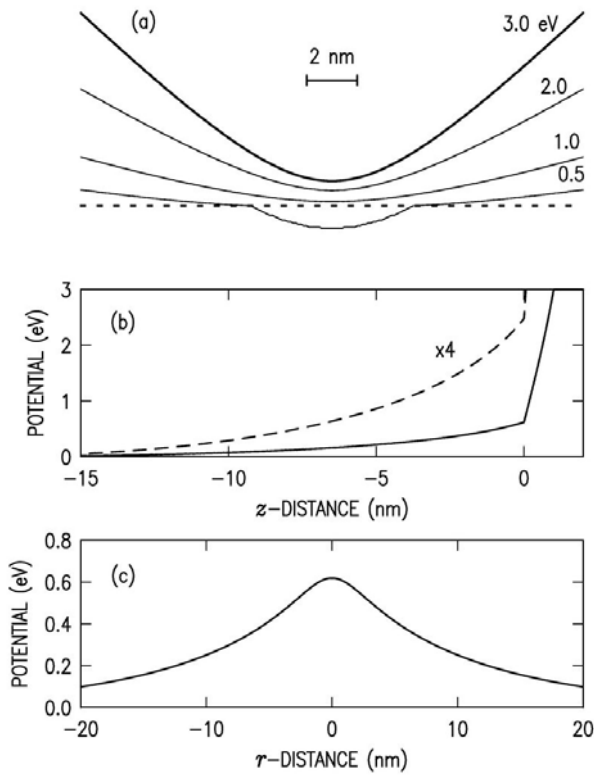 (a)
3.0 eV
2 nm
2.0
1.0
0.5
3
(b)
2
x4
1
0
POTENTIAL (eV)
−15
−10
−5
0
z−DISTANCE (nm)
0.8
(c)
0.6
0.4
0.2
0.0
POTENTIAL (eV)
−20
−10
0
10
20
r−DISTANCE (nm)